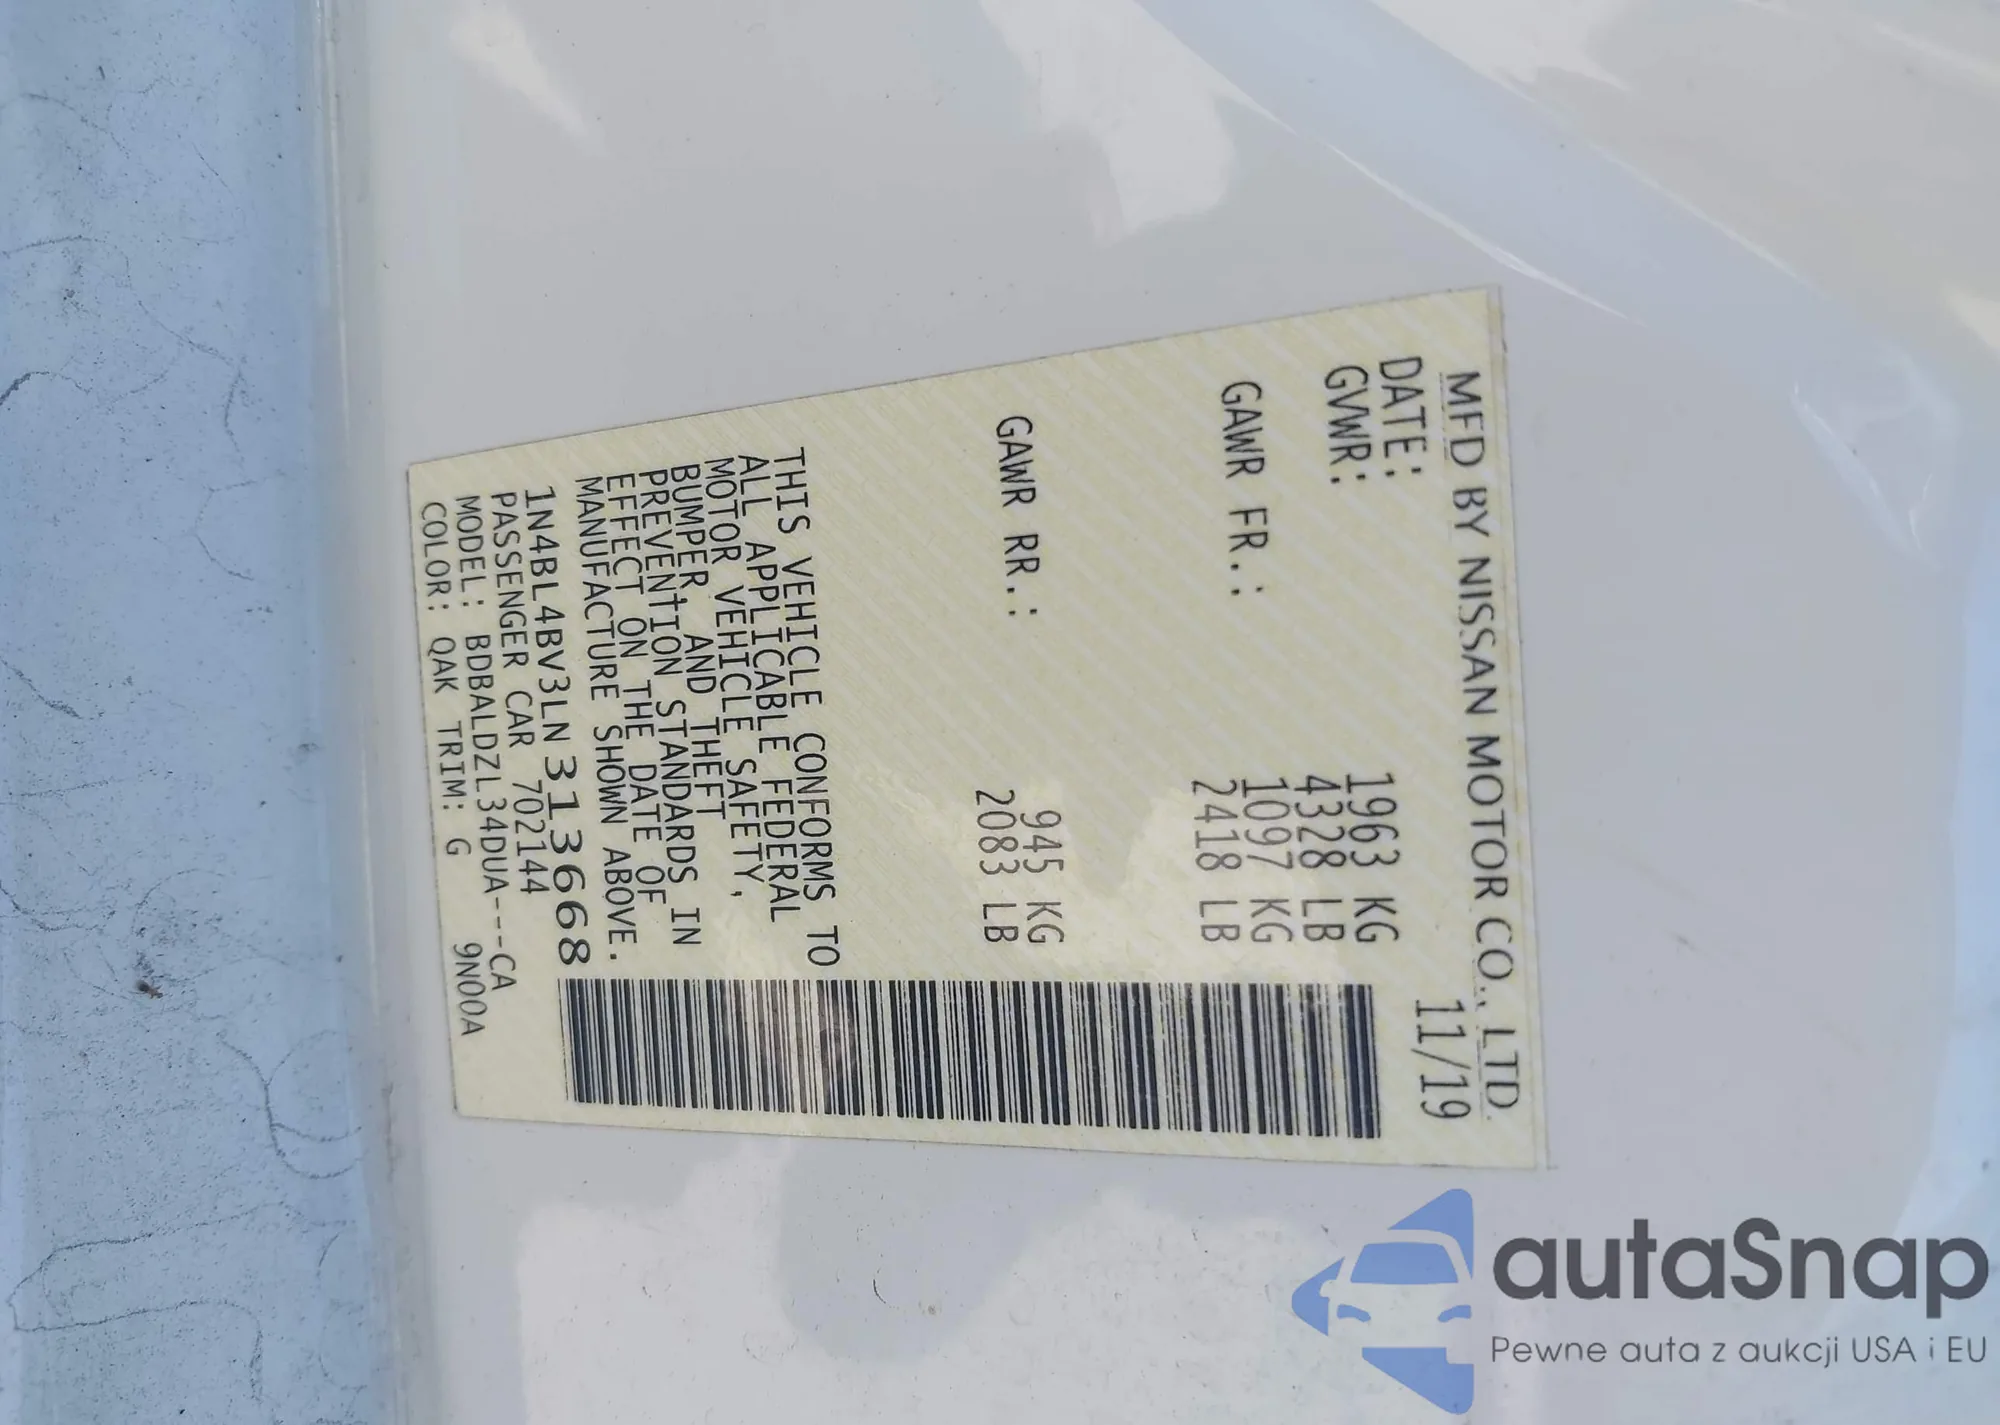 MFD BY NISSAN MOTOR CO., LTD.
DATE: 11/19
GVWR: 1963 KG
4328 LB
GAWR FR.: 1097 KG
2418 LB
GAWR RR.: 945 KG
2083 LB
THIS VEHICLE CONFORMS TO
ALL APPLICABLE FEDERAL
MOTOR VEHICLE SAFETY,
BUMPER, AND THEFT
PREVENTION STANDARDS IN
EFFECT ON THE DATE OF
MANUFACTURE SHOWN ABOVE.
1N4BL4BV3LN313668
PASSENGER CAR 702144
MODEL: BDBALDZL34DUA---CA
COLOR: QAK TRIM: G 9N00A
autaSnap
Pewne auta z aukcji USA i EU